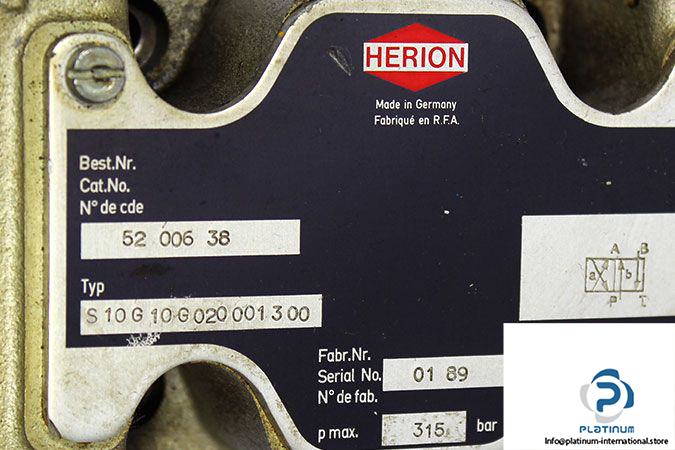 HERION
Made in Germany
Fabriqué en R.F.A.
Best.Nr.
Cat.No.
N° de cde
52 006 38
Typ
S 10 G 10 G 020 001 3 00
A B
a b
P T
Fabr.Nr.
Serial No.
N° de fab.
01 89
p max. 315 bar
PLATINUM
info@platinum-international.store